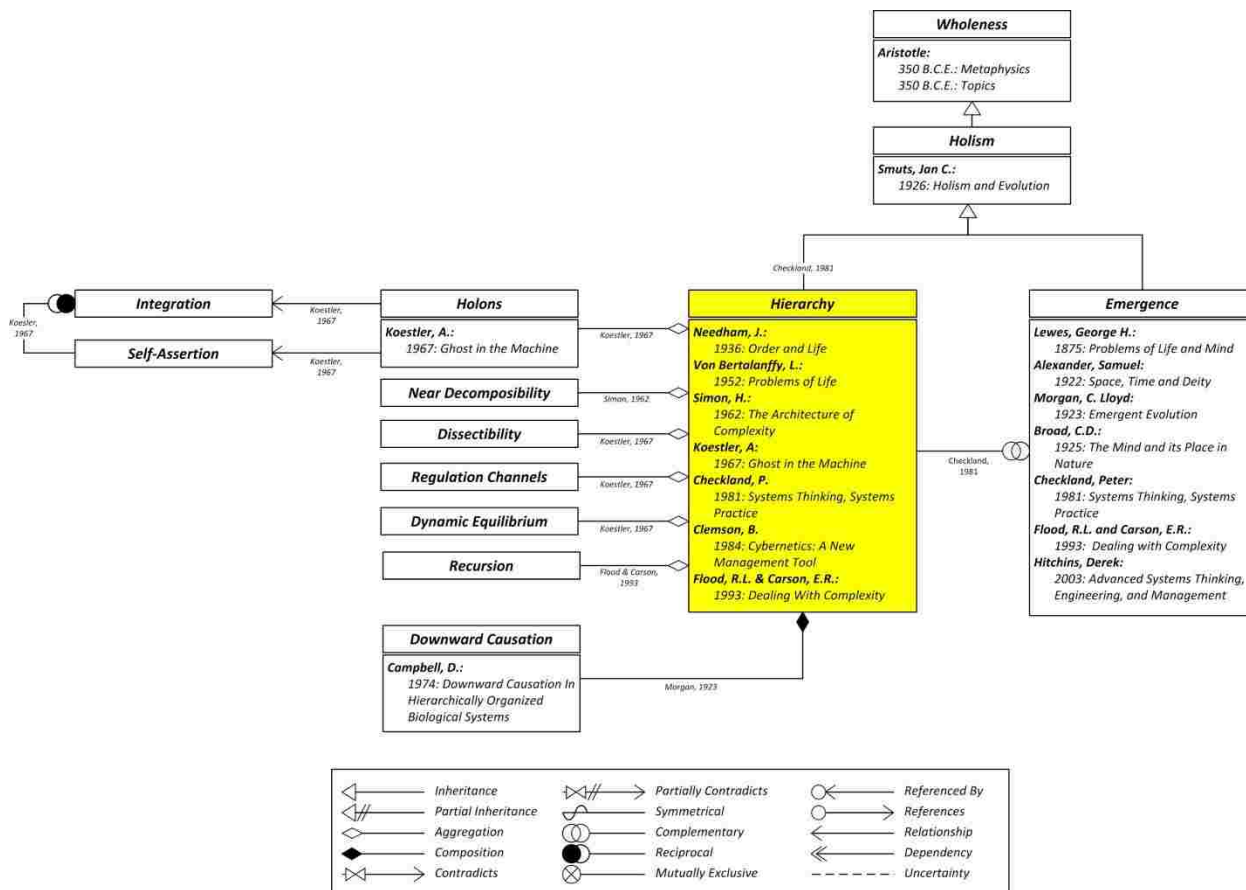 Wholeness
Aristotle:
350 B.C.E.: Metaphysics
350 B.C.E.: Topics
Holism
Smuts, Jan C.:
1926: Holism and Evolution
Checkland, 1981
Integration
Koesler,
1967
Self-Assertion
Koestler,
1967
Koestler,
1967
Holons
Koestler, A.:
1967: Ghost in the Machine
Koestler, 1967
Near Decomposibility
Simon, 1962
Dissectibility
Koestler, 1967
Regulation Channels
Koestler, 1967
Dynamic Equilibrium
Koestler, 1967
Recursion
Flood & Carson,
1993
Hierarchy
Needham, J.:
1936: Order and Life
Von Bertalanffy, L.:
1952: Problems of Life
Simon, H.:
1962: The Architecture of
Complexity
Koestler, A:
1967: Ghost in the Machine
Checkland, P.
1981: Systems Thinking, Systems
Practice
Clemson, B.
1984: Cybernetics: A New
Management Tool
Flood, R.L. & Carson, E.R.:
1993: Dealing With Complexity
Checkland,
1981
Emergence
Lewes, George H.:
1875: Problems of Life and Mind
Alexander, Samuel:
1922: Space, Time and Deity
Morgan, C. Lloyd:
1923: Emergent Evolution
Broad, C.D.:
1925: The Mind and its Place in
Nature
Checkland, Peter:
1981: Systems Thinking, Systems
Practice
Flood, R.L. and Carson, E.R.:
1993: Dealing with Complexity
Hitchins, Derek:
2003: Advanced Systems Thinking,
Engineering, and Management
Downward Causation
Campbell, D.:
1974: Downward Causation In
Hierarchically Organized
Biological Systems
Morgan, 1923
Inheritance
Partial Inheritance
Aggregation
Composition
Contradicts
Partially Contradicts
Symmetrical
Complementary
Reciprocal
Mutually Exclusive
Referenced By
References
Relationship
Dependency
Uncertainty